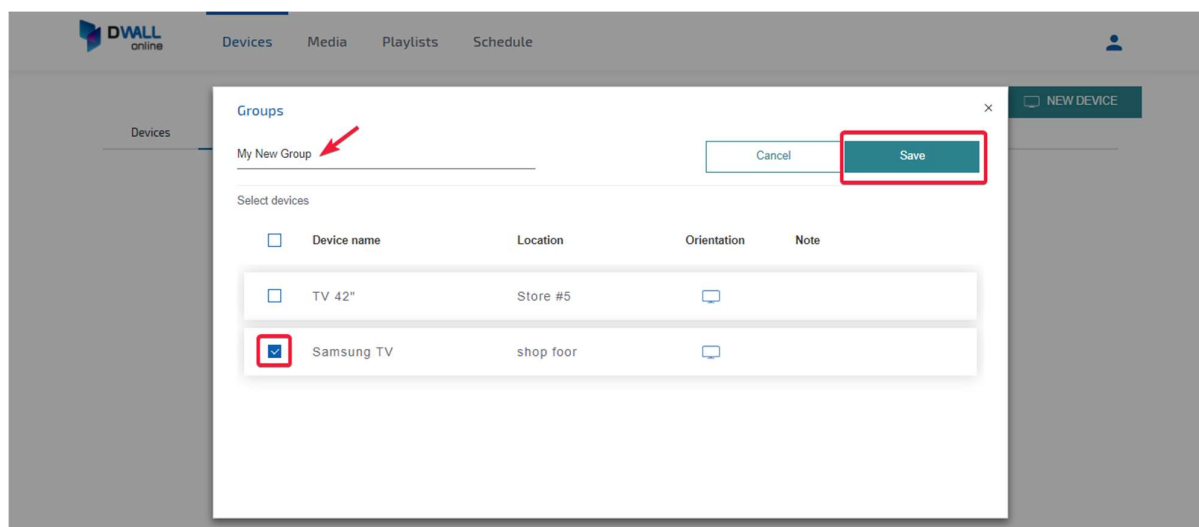 DWALL
online
Devices Media Playlists Schedule
NEW DEVICE
Groups
Devices
My New Group
Cancel Save
Select devices
Device name Location Orientation Note
TV 42" Store #5
Samsung TV shop foor